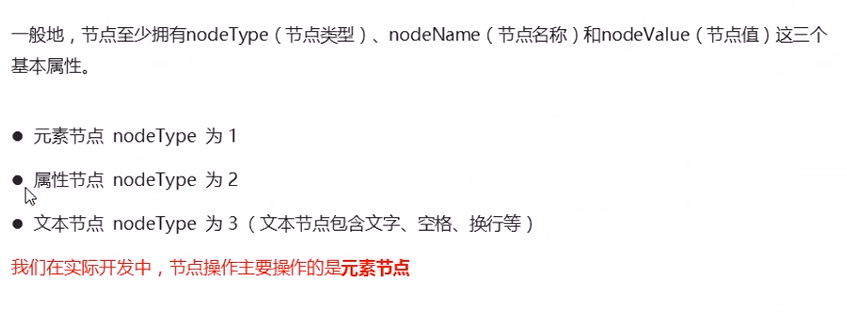 一般地，节点至少拥有nodeType（节点类型）、nodeName（节点名称）和nodeValue（节点值）这三个
基本属性。
● 元素节点 nodeType 为 1
● 属性节点 nodeType 为 2
● 文本节点 nodeType 为 3（文本节点包含文字、空格、换行等）
我们在实际开发中，节点操作主要操作的是元素节点